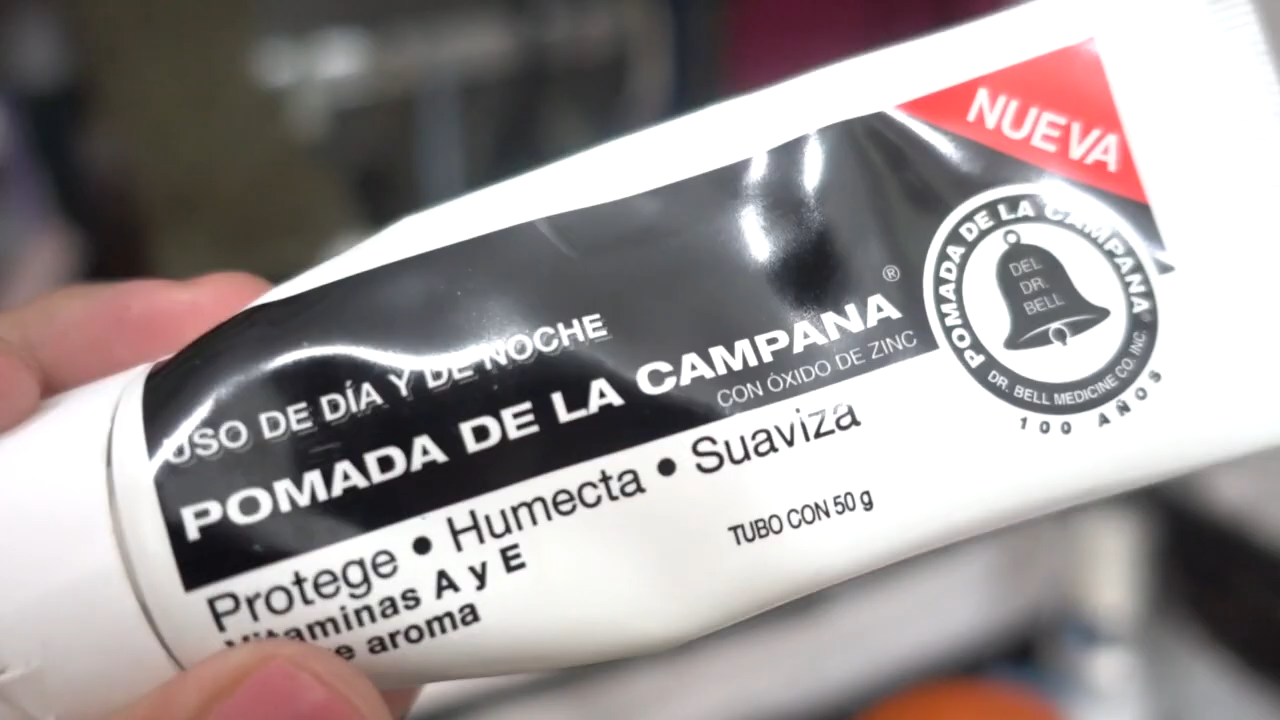 NUEVA
USO DE DÍA Y DE NOCHE
POMADA DE LA CAMPANA®
CON ÓXIDO DE ZINC
Protege • Humecta • Suaviza
Vitaminas A y E
aroma
TUBO CON 50 g
POMADA DE LA CAMPANA
DEL
DR.
BELL
DR. BELL MEDICINE CO. INC.
100 AÑOS